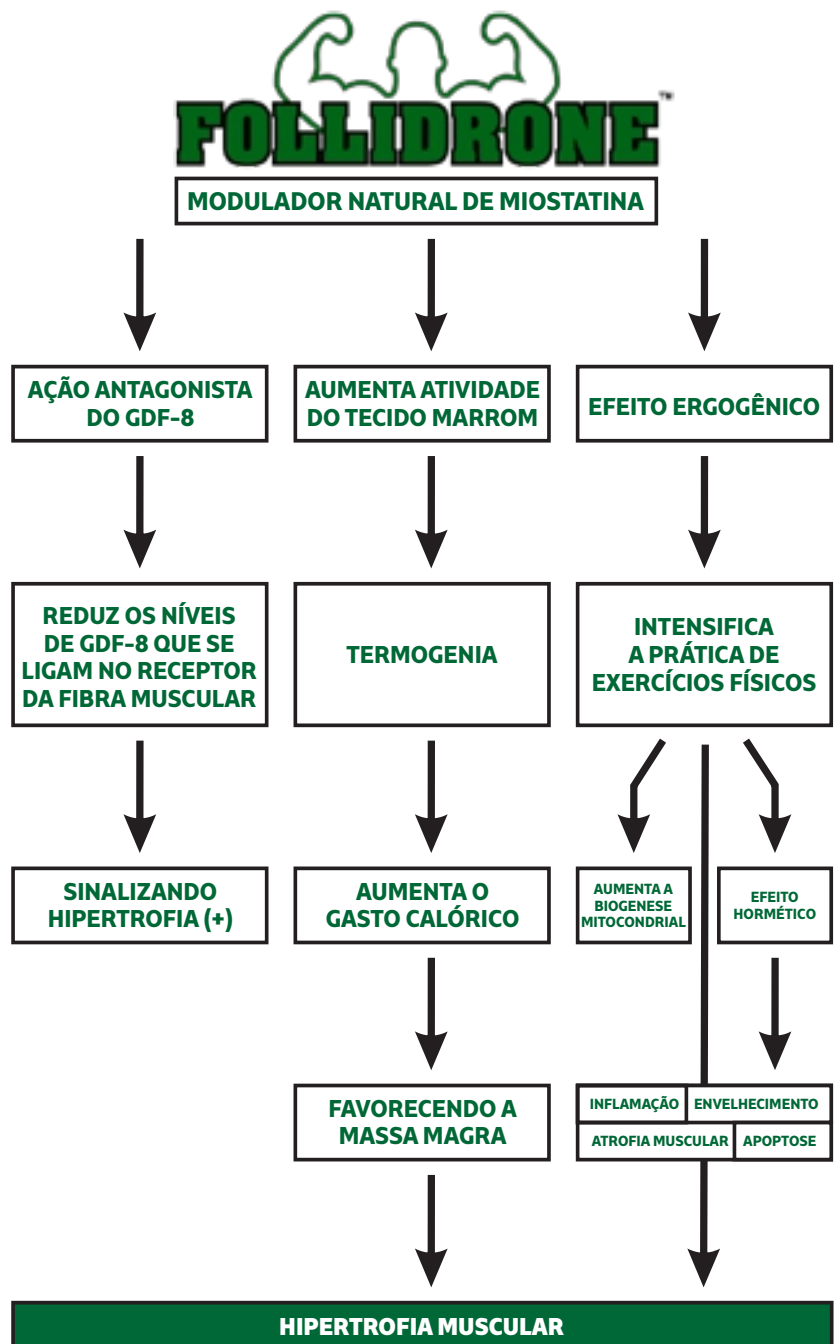 FOLLIDRONE™
MODULADOR NATURAL DE MIOSTATINA
AÇÃO ANTAGONISTA
DO GDF-8
AUMENTA ATIVIDADE
DO TECIDO MARROM
EFEITO ERGOGÊNICO
REDUZ OS NÍVEIS
DE GDF-8 QUE SE
LIGAM NO RECEPTOR
DA FIBRA MUSCULAR
TERMOGENIA
INTENSIFICA
A PRÁTICA DE
EXERCÍCIOS FÍSICOS
SINALIZANDO
HIPERTROFIA (+)
AUMENTA O
GASTO CALÓRICO
AUMENTA A
BIOGENESE
MITOCONDRIAL
EFEITO
HORMÉTICO
FAVORECENDO A
MASSA MAGRA
INFLAMAÇÃO
ENVELHECIMENTO
ATROFIA MUSCULAR
APOPTOSE
HIPERTROFIA MUSCULAR